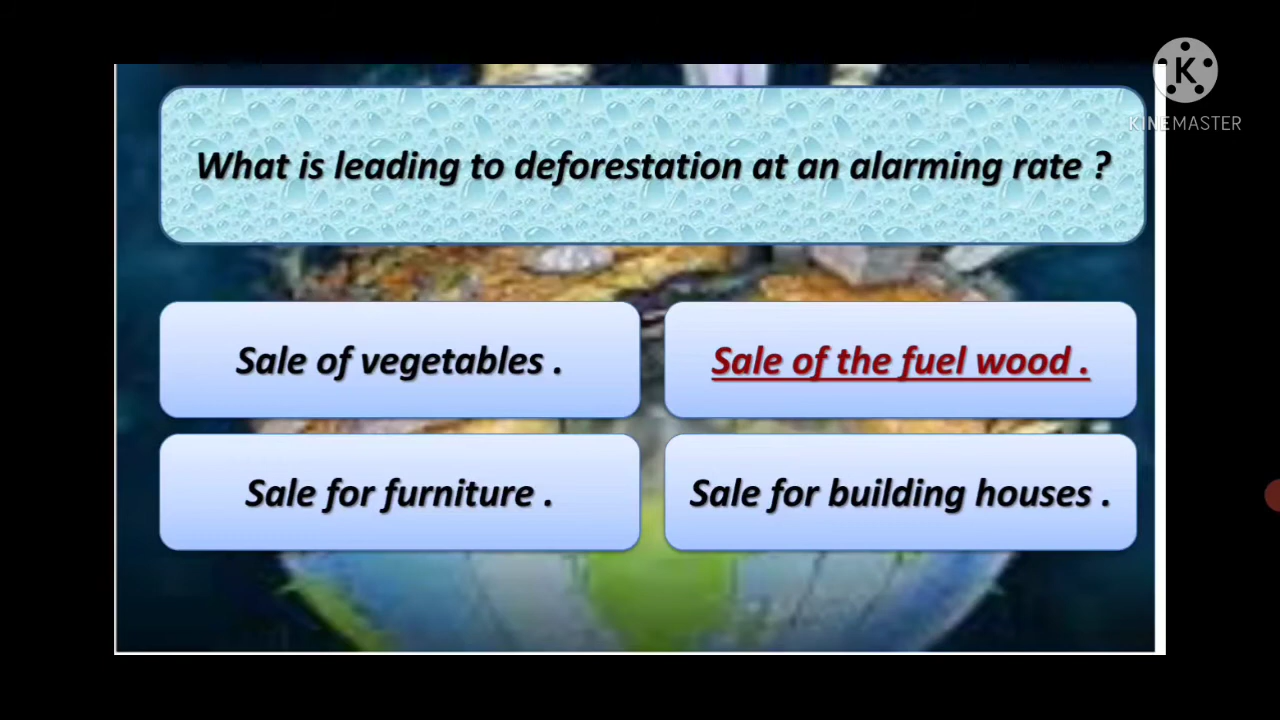 K
KINEMASTER
What is leading to deforestation at an alarming rate ?
Sale of vegetables .
Sale of the fuel wood .
Sale for furniture .
Sale for building houses .